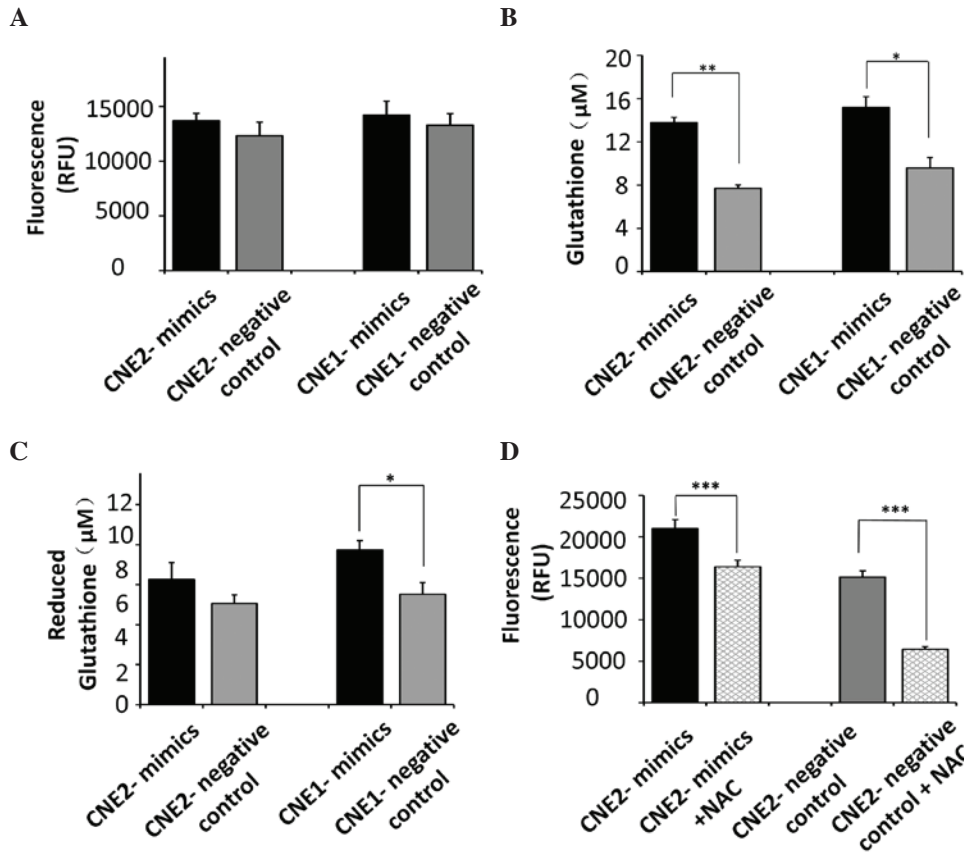 A
Fluorescence
(RFU)
15000
10000
5000
0
CNE2- mimics
CNE2- negative
control
CNE1- mimics
CNE1- negative
control
B
Glutathione（μM）
20
16
12
8
4
0
**
*
CNE2- mimics
CNE2- negative
control
CNE1- mimics
CNE1- negative
control
C
Reduced
Glutathione（μM）
12
10
8
6
4
2
0
*
CNE2- mimics
CNE2- negative
control
CNE1- mimics
CNE1- negative
control
D
Fluorescence
(RFU)
25000
20000
15000
10000
5000
0
***
***
CNE2- mimics
CNE2- mimics
+NAC
CNE2- negative
control
CNE2- negative
control + NAC